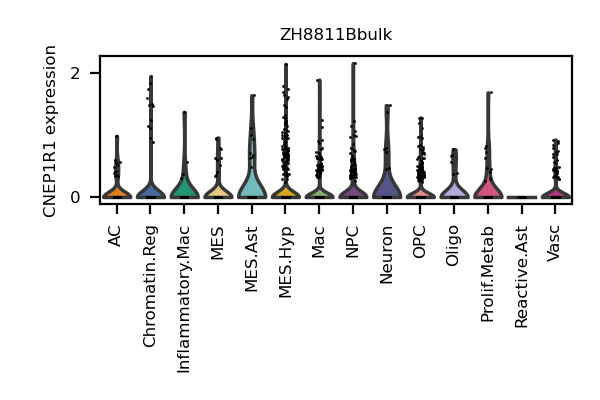 ZH8811Bbulk
CNEP1R1 expression
2
0
AC
Chromatin.Reg
Inflammatory.Mac
MES
MES.Ast
MES.Hyp
Mac
NPC
Neuron
OPC
Oligo
Prolif.Metab
Reactive.Ast
Vasc